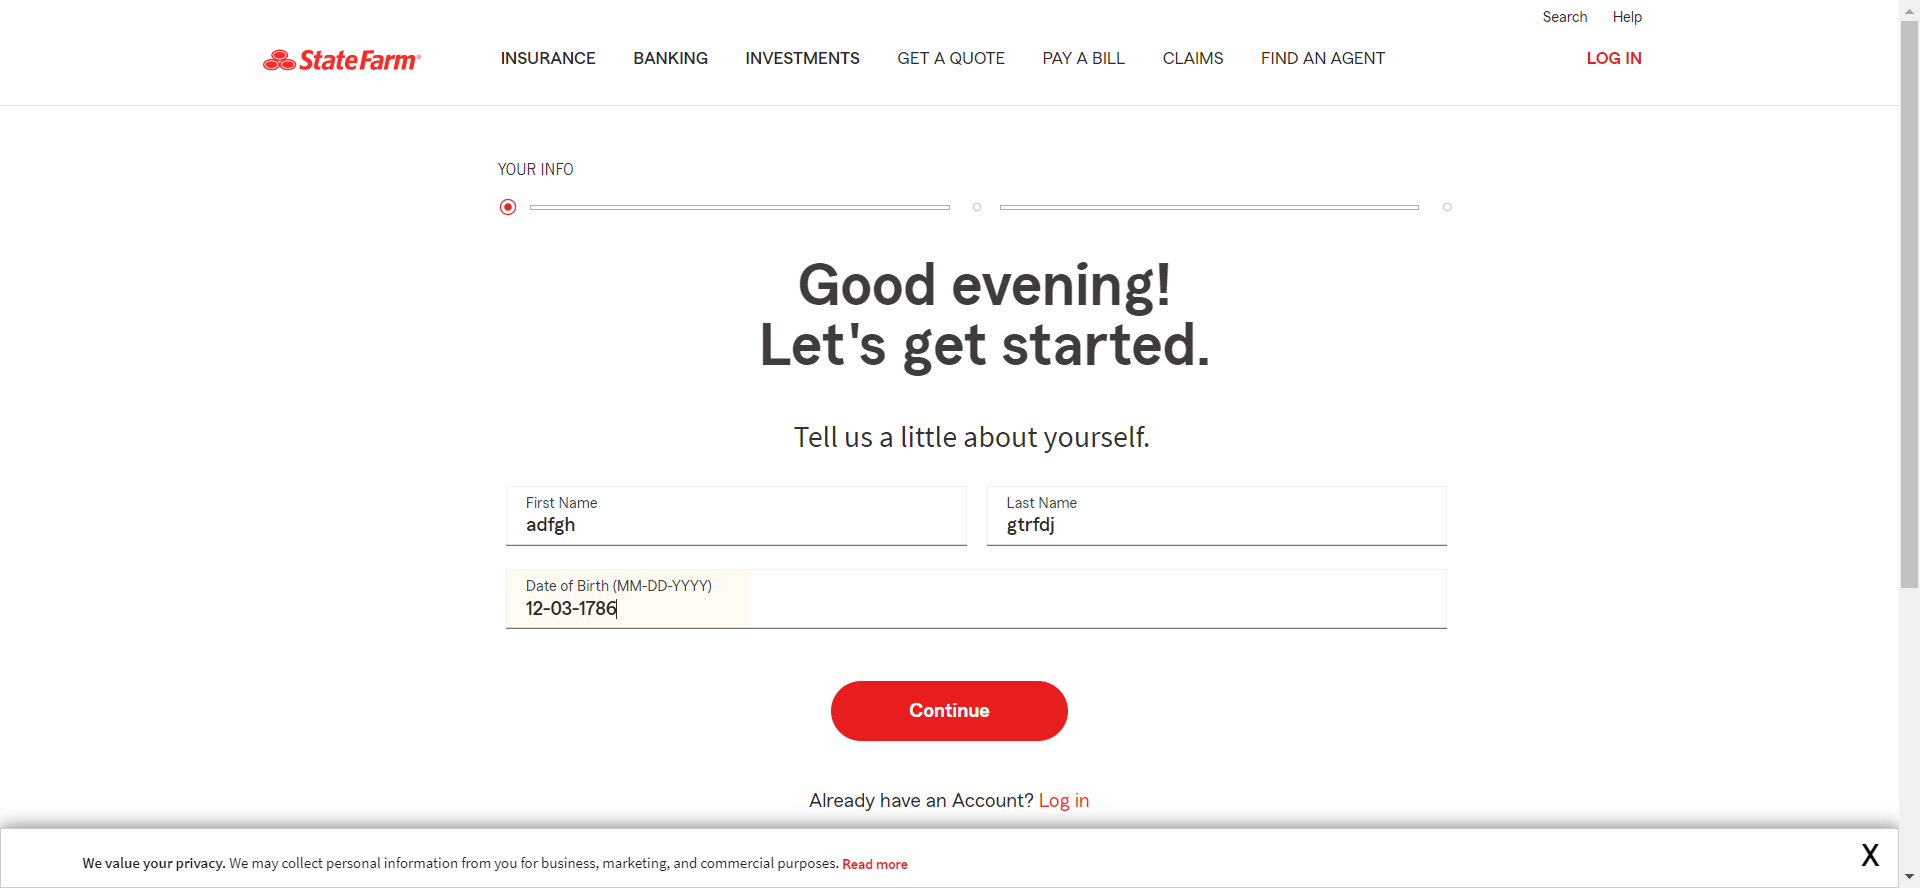 Search Help
StateFarm®
INSURANCE BANKING INVESTMENTS GET A QUOTE PAY A BILL CLAIMS FIND AN AGENT LOG IN
YOUR INFO
Good evening!
Let's get started.
Tell us a little about yourself.
First Name
adfgh
Last Name
gtrfdj
Date of Birth (MM-DD-YYYY)
12-03-1786
Continue
Already have an Account? Log in
We value your privacy. We may collect personal information from you for business, marketing, and commercial purposes. Read more
X